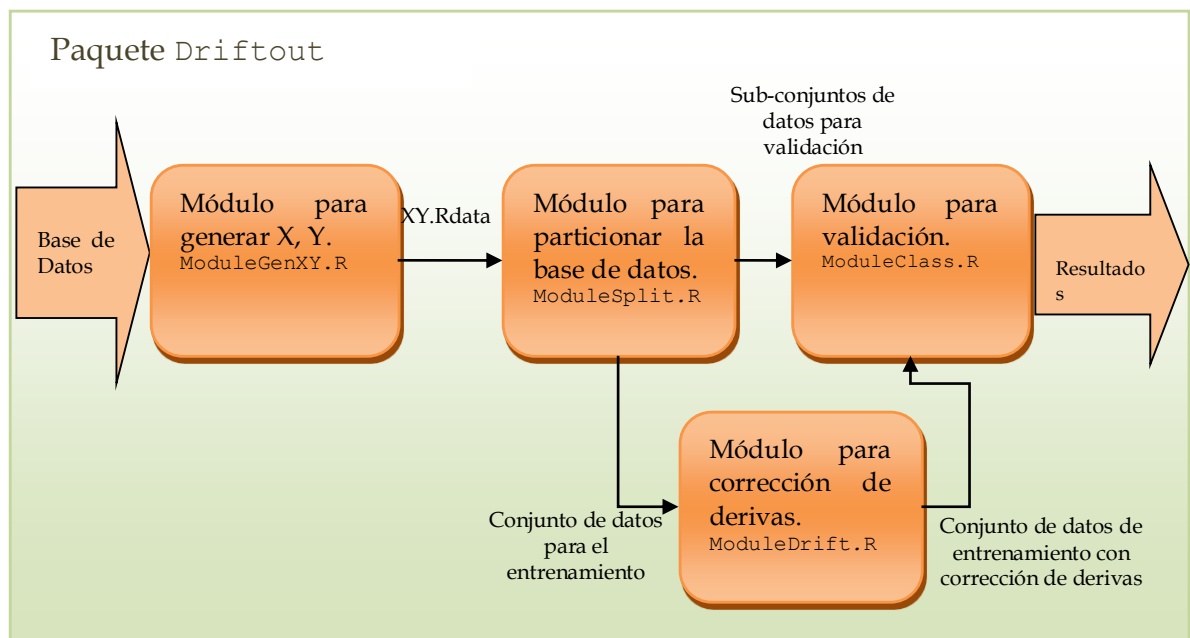 Paquete Driftout
Base de
Datos
Módulo para
generar X, Y.
ModuleGenXY.R
XY.Rdata
Módulo para
particionar la
base de datos.
ModuleSplit.R
Sub-conjuntos de
datos para
validación
Módulo para
validación.
ModuleClass.R
Resultado
s
Conjunto de datos
para el
entrenamiento
Módulo para
corrección de
derivas.
ModuleDrift.R
Conjunto de datos de
entrenamiento con
corrección de derivas